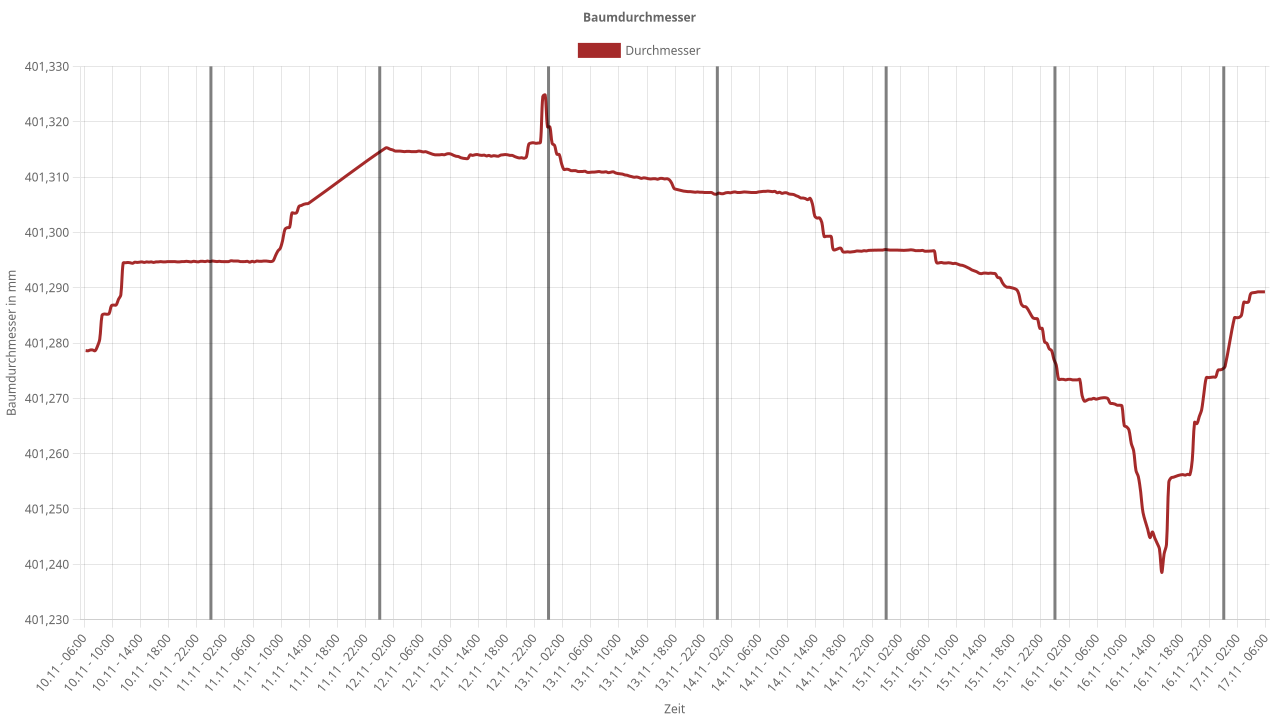 Baumdurchmesser
Durchmesser
401,330
401,320
401,310
401,300
401,290
401,280
401,270
401,260
401,250
401,240
401,230
Baumdurchmesser in mm
10.11 - 06:00
10.11 - 10:00
10.11 - 14:00
10.11 - 18:00
10.11 - 22:00
11.11 - 02:00
11.11 - 06:00
11.11 - 10:00
11.11 - 14:00
11.11 - 18:00
11.11 - 22:00
12.11 - 02:00
12.11 - 06:00
12.11 - 10:00
12.11 - 14:00
12.11 - 18:00
12.11 - 22:00
13.11 - 02:00
13.11 - 06:00
13.11 - 10:00
13.11 - 14:00
13.11 - 18:00
13.11 - 22:00
14.11 - 02:00
14.11 - 06:00
14.11 - 10:00
14.11 - 14:00
14.11 - 18:00
14.11 - 22:00
15.11 - 02:00
15.11 - 06:00
15.11 - 10:00
15.11 - 14:00
15.11 - 18:00
15.11 - 22:00
16.11 - 02:00
16.11 - 06:00
16.11 - 10:00
16.11 - 14:00
16.11 - 18:00
16.11 - 22:00
17.11 - 02:00
17.11 - 06:00
Zeit